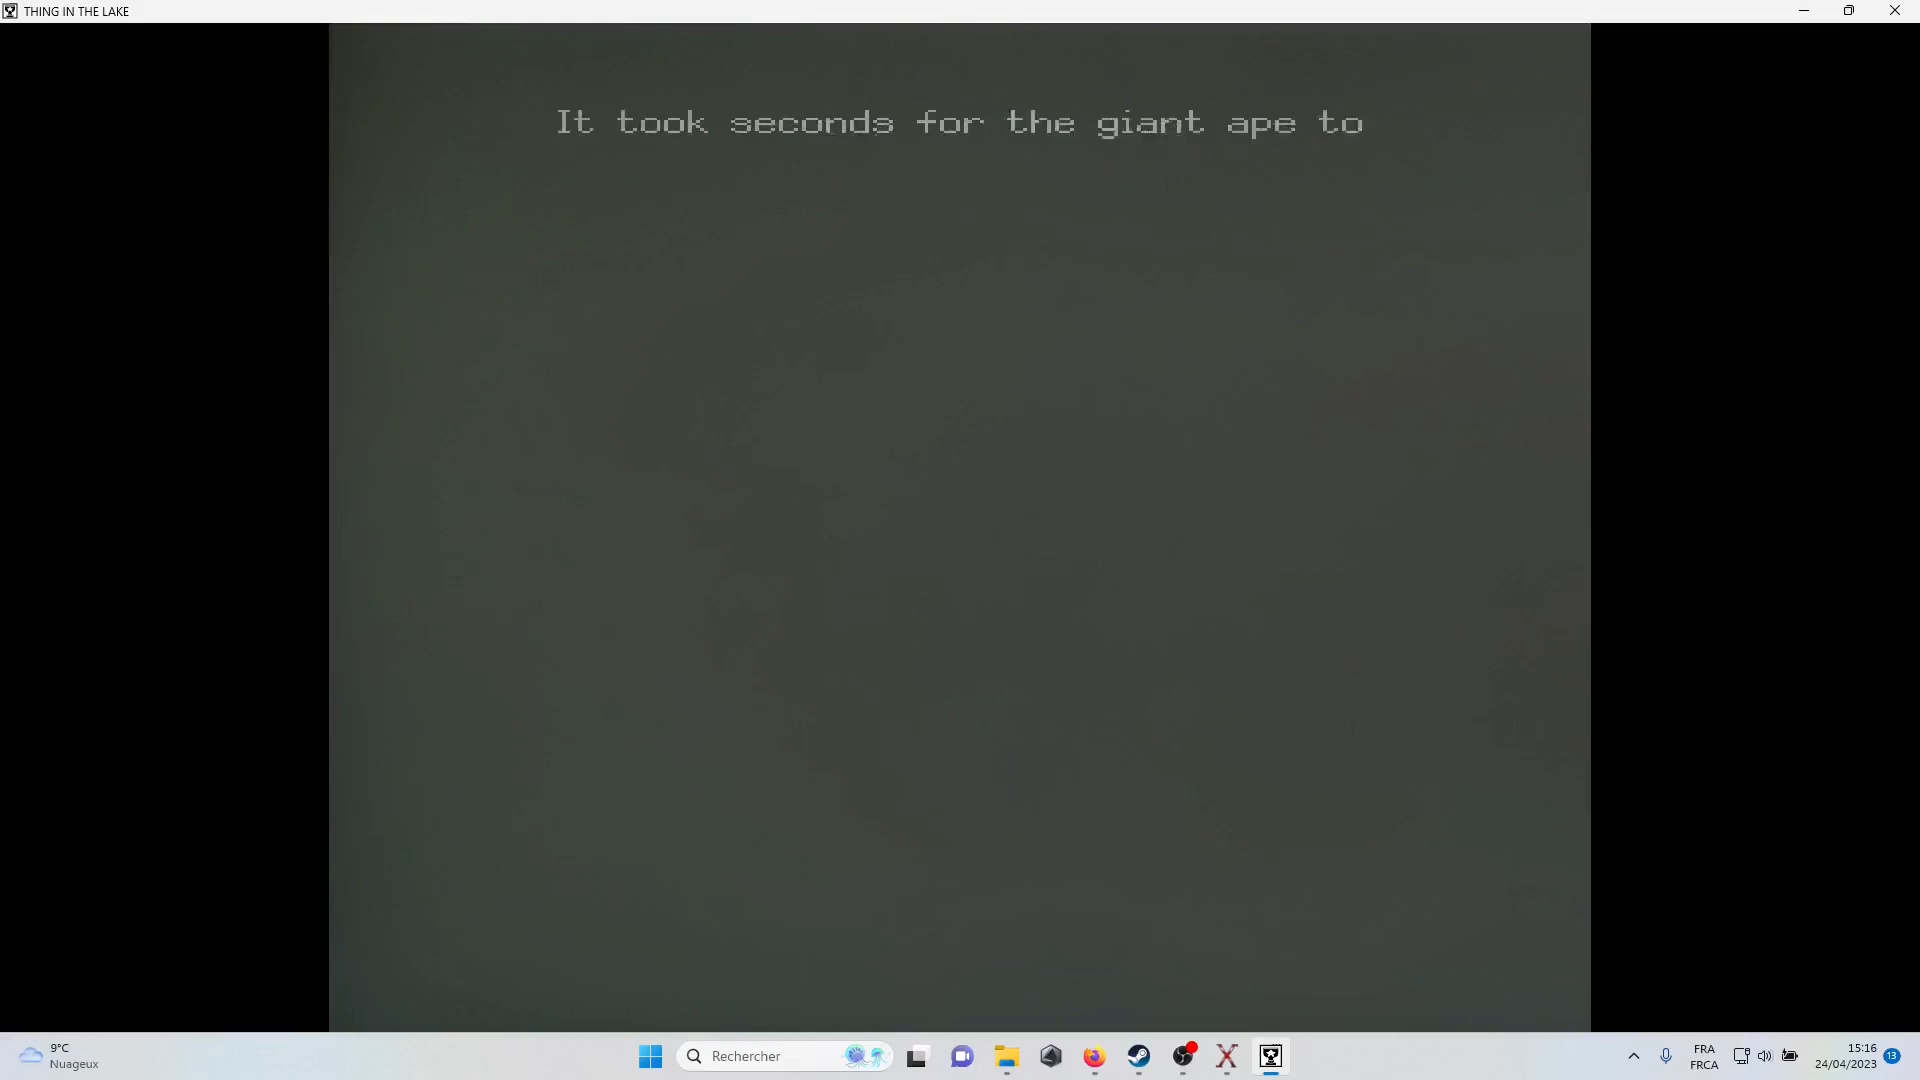 THING IN THE LAKE
It took seconds for the giant ape to
9°C
Nuageux
Rechercher
FRA
FRCA
15:16
24/04/2023
13